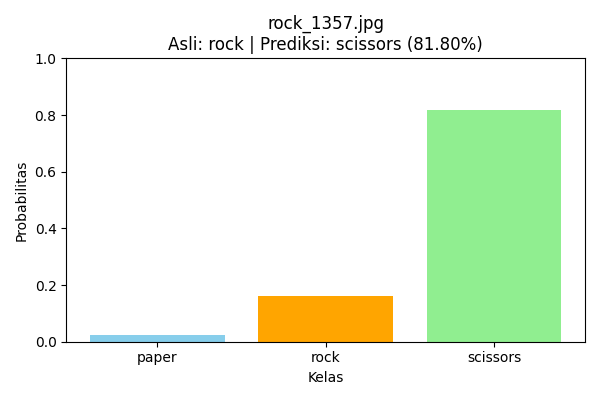 rock_1357.jpg
Asli: rock | Prediksi: scissors (81.80%)
1.0
0.8
0.6
0.4
0.2
0.0
Probabilitas
paper
rock
scissors
Kelas